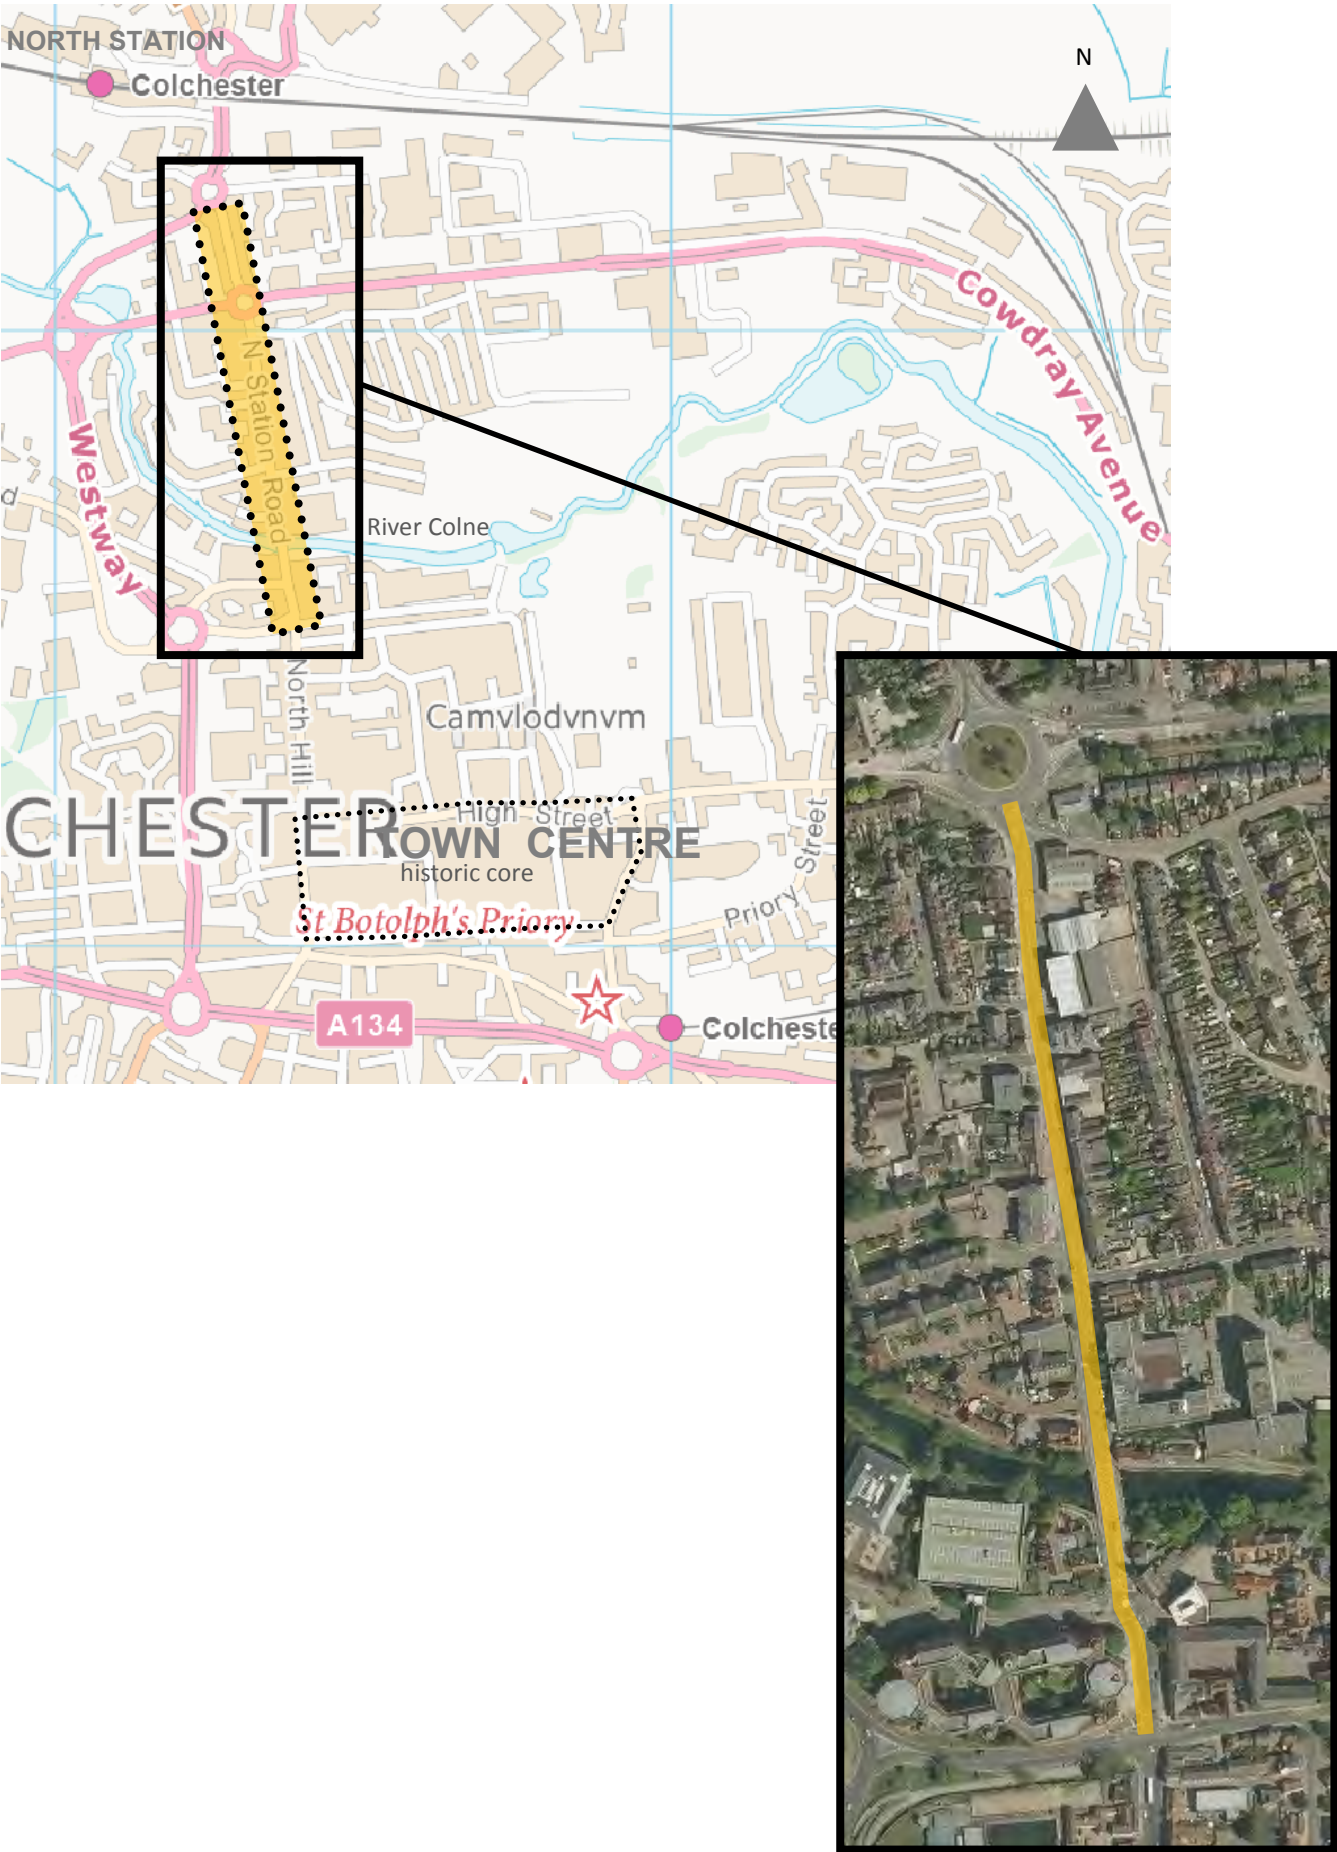 NORTH STATION
Colchester
N
Cowdray Avenue
N Station Road
Westway
d
River Colne
North Hill
Camvlodvnvm
CHESTER
High Street
TOWN CENTRE
historic core
Street
Priory
St Botolph's Priory
A134
Colcheste